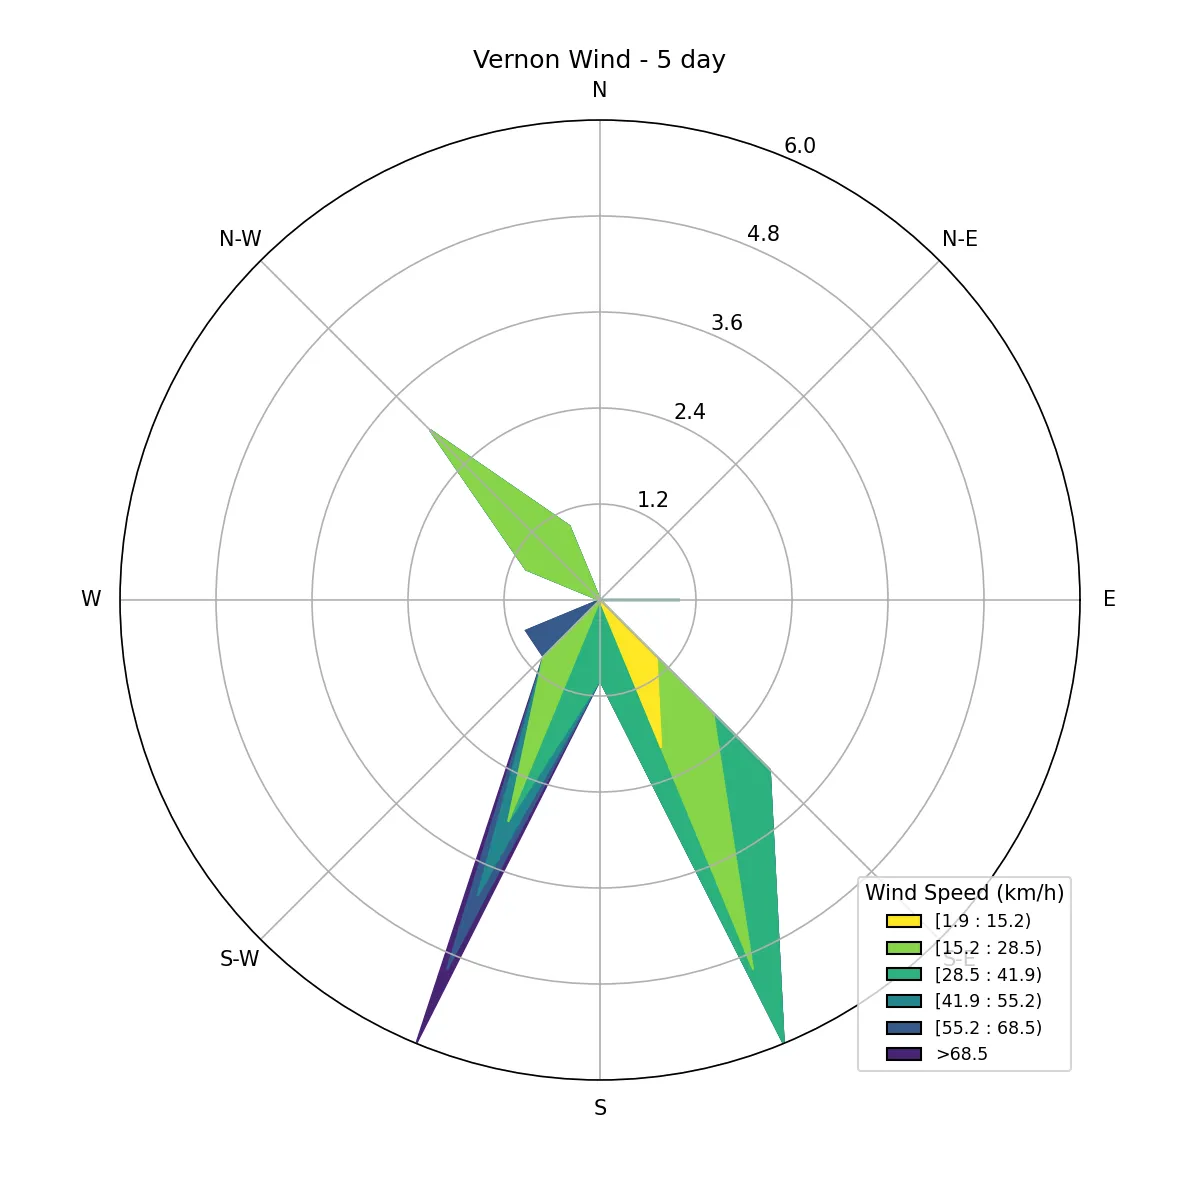 Vernon Wind - 5 day
N
6.0
N-W
N-E
4.8
3.6
2.4
1.2
W
E
S-W
S-E
S
Wind Speed (km/h)
[1.9 : 15.2)
[15.2 : 28.5)
[28.5 : 41.9)
[41.9 : 55.2)
[55.2 : 68.5)
>68.5